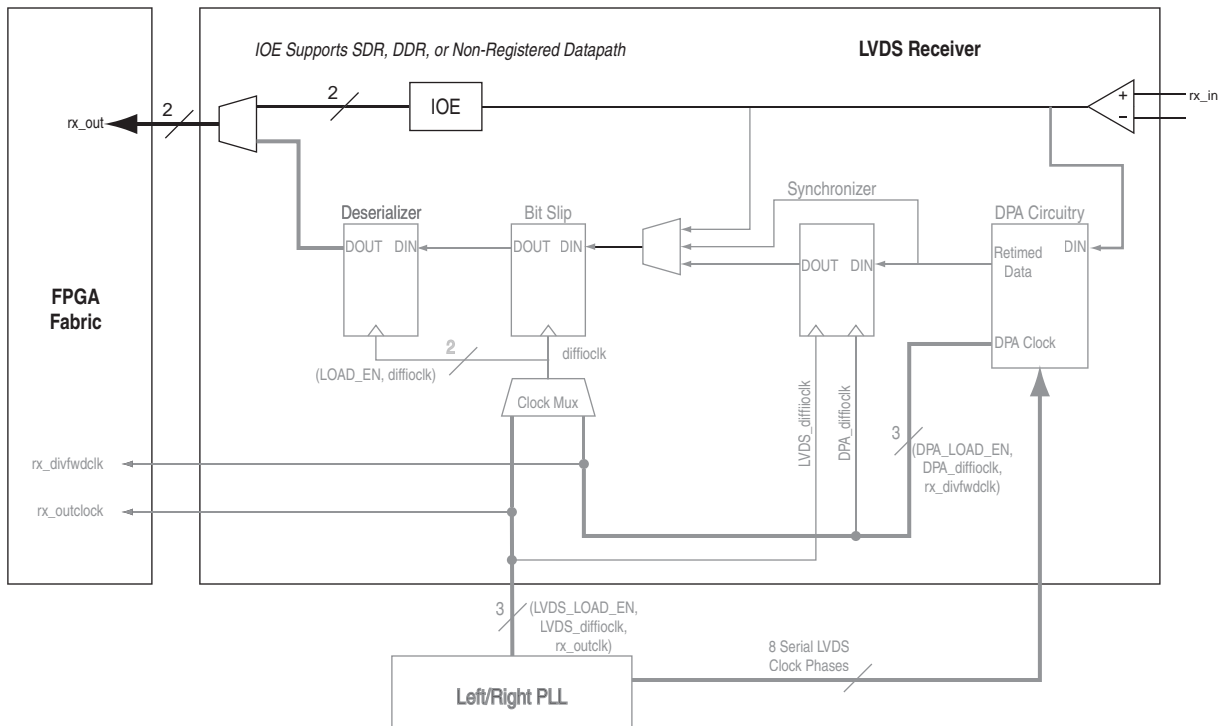 IOE Supports SDR, DDR, or Non-Registered Datapath
LVDS Receiver
2
2
IOE
+
–
rx_in
rx_out
Synchronizer
Deserializer
Bit Slip
DPA Circuitry
DOUT DIN
DOUT DIN
DOUT DIN
DIN
Retimed
Data
FPGA
Fabric
DPA Clock
2
(LOAD_EN, diffioclk)
diffioclk
Clock Mux
LVDS_diffiioclk
DPA_diffioclk
3
(DPA_LOAD_EN,
DPA_diffioclk,
rx_divfwdclk)
rx_divfwdclk
rx_outclock
3
(LVDS_LOAD_EN,
LVDS_diffioclk,
rx_outclk)
8 Serial LVDS
Clock Phases
Left/Right PLL